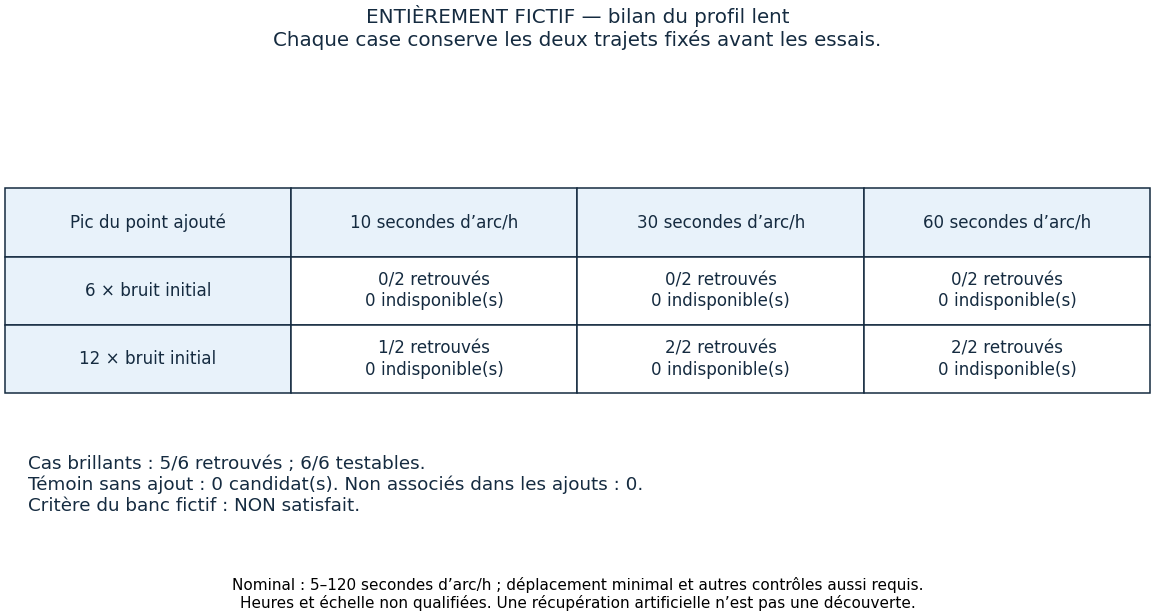 ENTIÈREMENT FICTIF — bilan du profil lent
Chaque case conserve les deux trajets fixés avant les essais.
Pic du point ajouté
10 secondes d’arc/h
30 secondes d’arc/h
60 secondes d’arc/h
6 × bruit initial
0/2 retrouvés
0 indisponible(s)
0/2 retrouvés
0 indisponible(s)
0/2 retrouvés
0 indisponible(s)
12 × bruit initial
1/2 retrouvés
0 indisponible(s)
2/2 retrouvés
0 indisponible(s)
2/2 retrouvés
0 indisponible(s)
Cas brillants : 5/6 retrouvés ; 6/6 testables.
Témoin sans ajout : 0 candidat(s). Non associés dans les ajouts : 0.
Critère du banc fictif : NON satisfait.
Nominal : 5–120 secondes d’arc/h ; déplacement minimal et autres contrôles aussi requis.
Heures et échelle non qualifiées. Une récupération artificielle n’est pas une découverte.